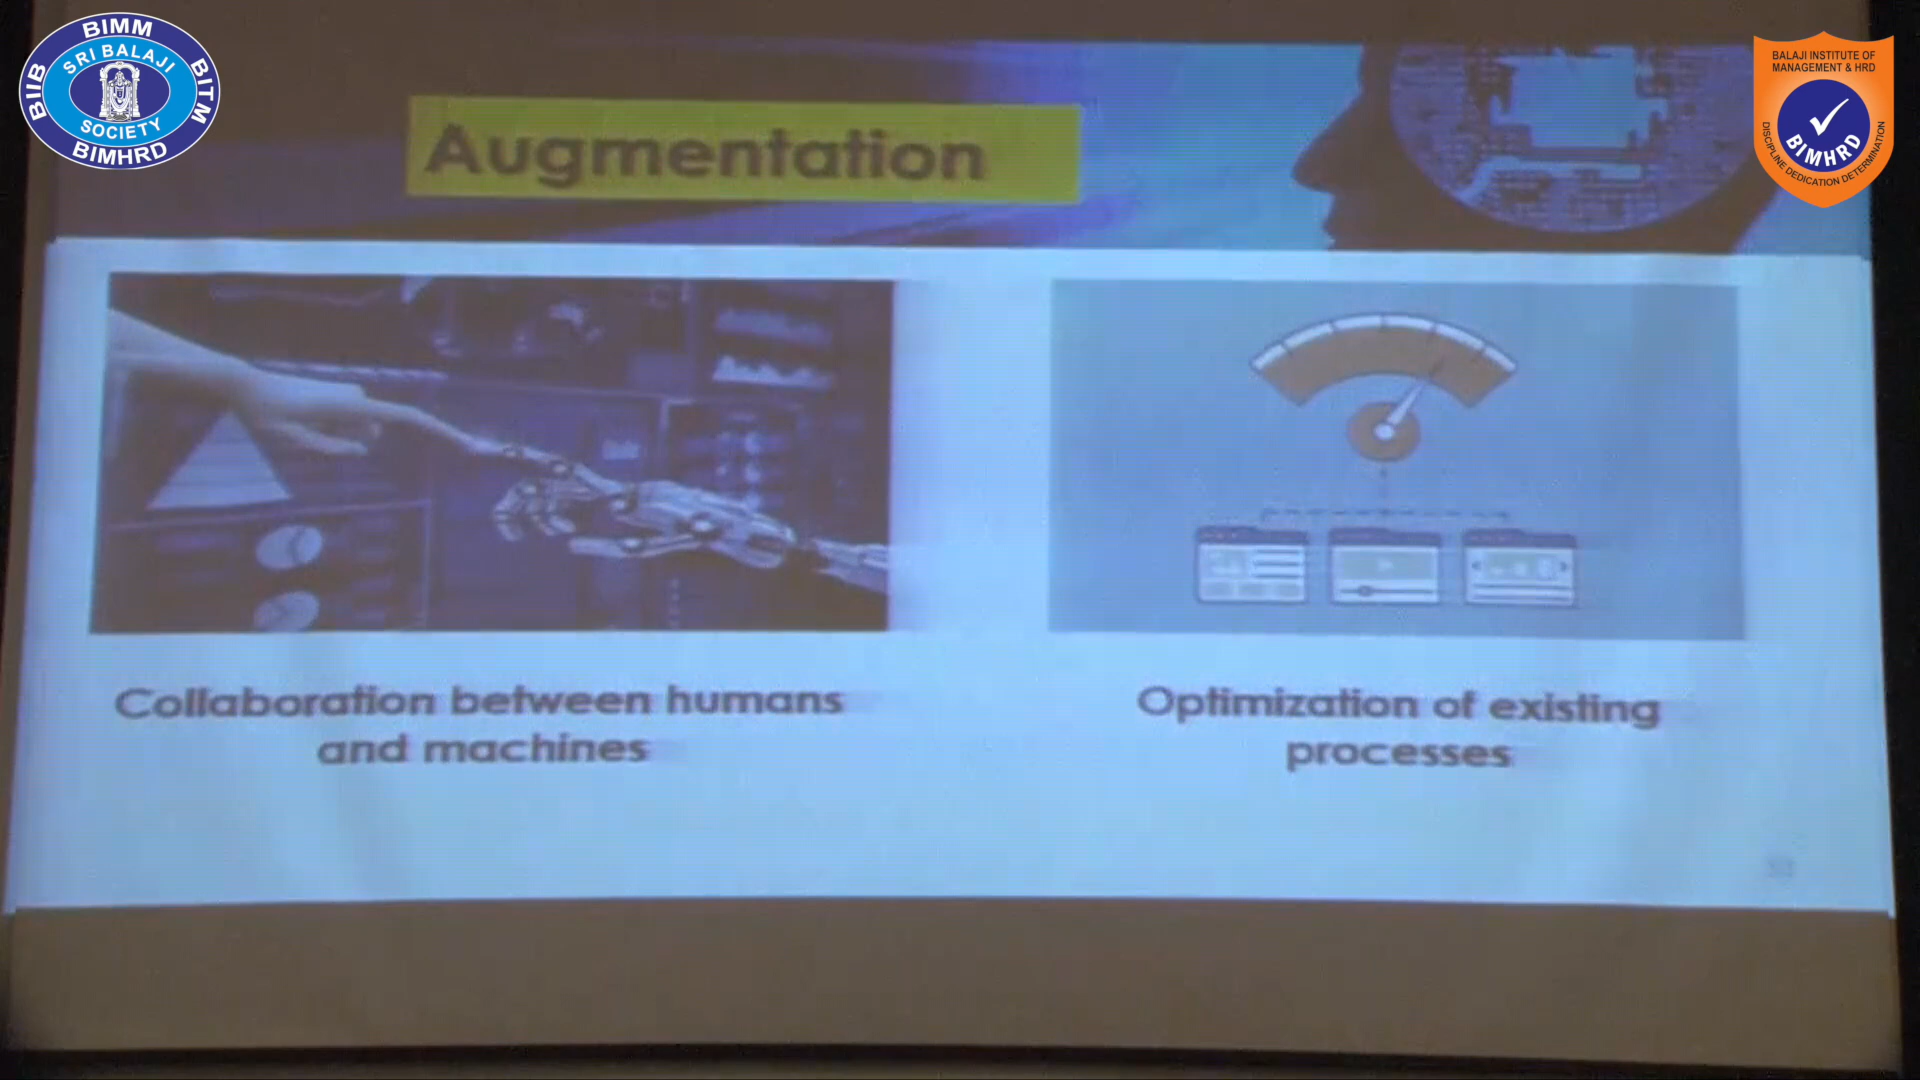 BIMM
BIIB
SRI BALAJI
BITM
SOCIETY
BIMHRD
BALAJI INSTITUTE OF
MANAGEMENT & HRD
BIMHRD
DISCIPLINE DEDICATION DETERMINATION
Augmentation
Collaboration between humans
and machines
Optimization of existing
processes